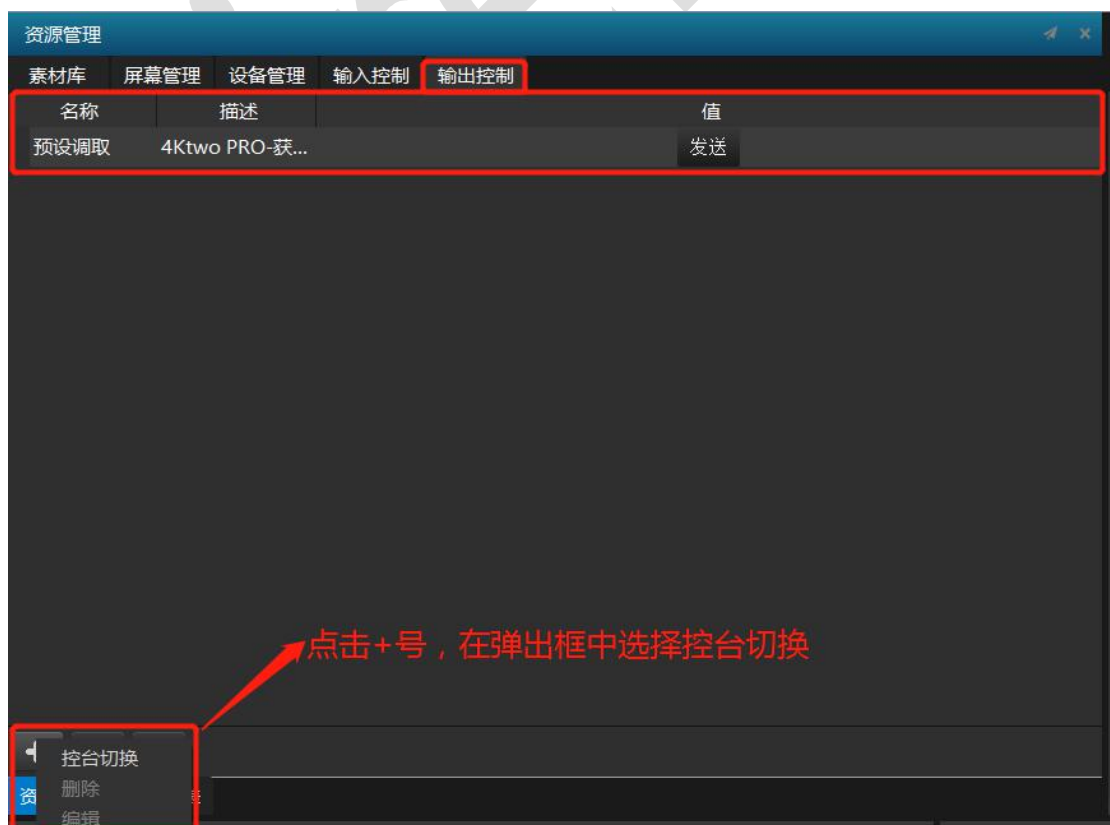 资源管理
素材库 屏幕管理 设备管理 输入控制 输出控制
名称 描述 值
预设调取 4Ktwo PRO-获... 发送
点击+号，在弹出框中选择控台切换
控台切换
资 删除
编辑